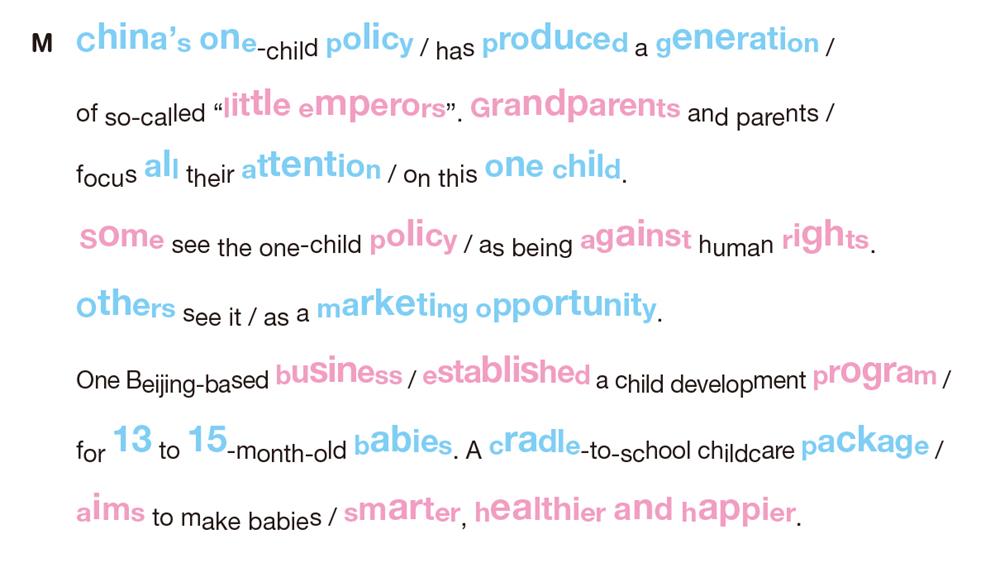 M China's one-child policy / has produced a generation /
of so-called “little emperors”. Grandparents and parents /
focus all their attention / on this one child.
some see the one-child policy / as being against human rights.
others see it / as a marketing opportunity.
One Beijing-based business / established a child development program /
for 13 to 15-month-old babies. A cradle-to-school childcare package /
aims to make babies / smarter, healthier and happier.